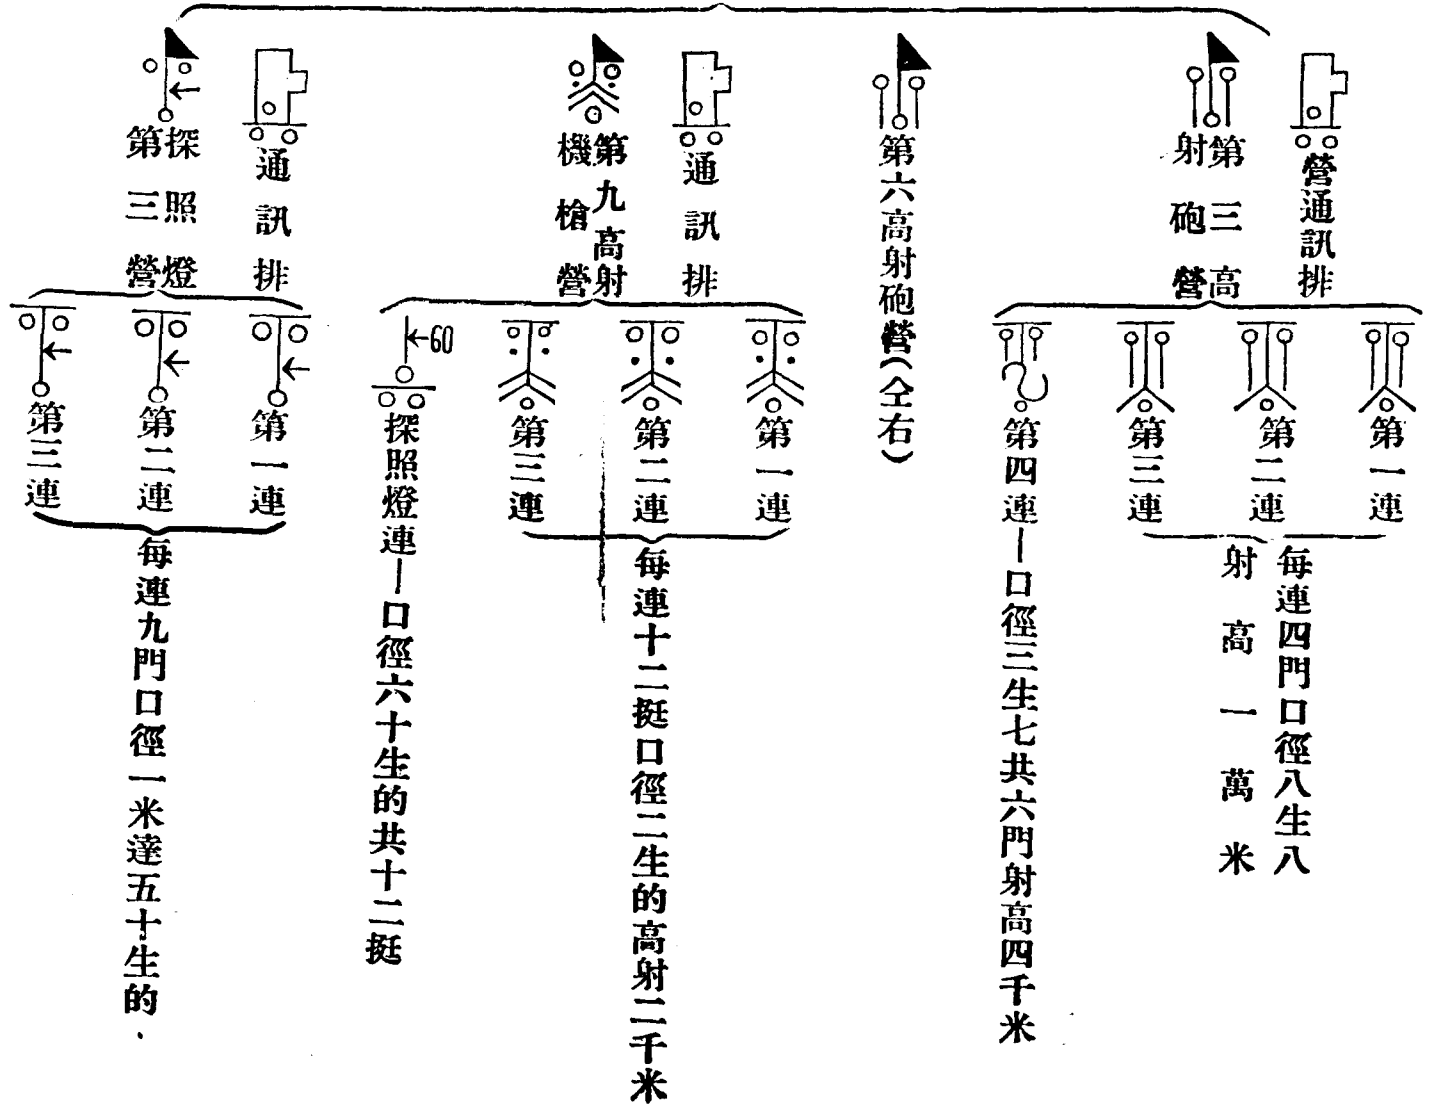 營通訊排
第三高
射砲營
第一連
第二連
第三連
每連四門口徑八生八
射高一萬米
第四連—口徑三生七共六門射高四千米
第六高射砲營(仝右)
通訊排
第九高射
機槍營
第一連
第二連
第三連
每連十二挺口徑二生的高射二千米
←60
探照燈連—口徑六十生的共十二挺
通訊排
探照燈
第三營
第一連
第二連
第三連
每連九門口徑一米達五十生的.